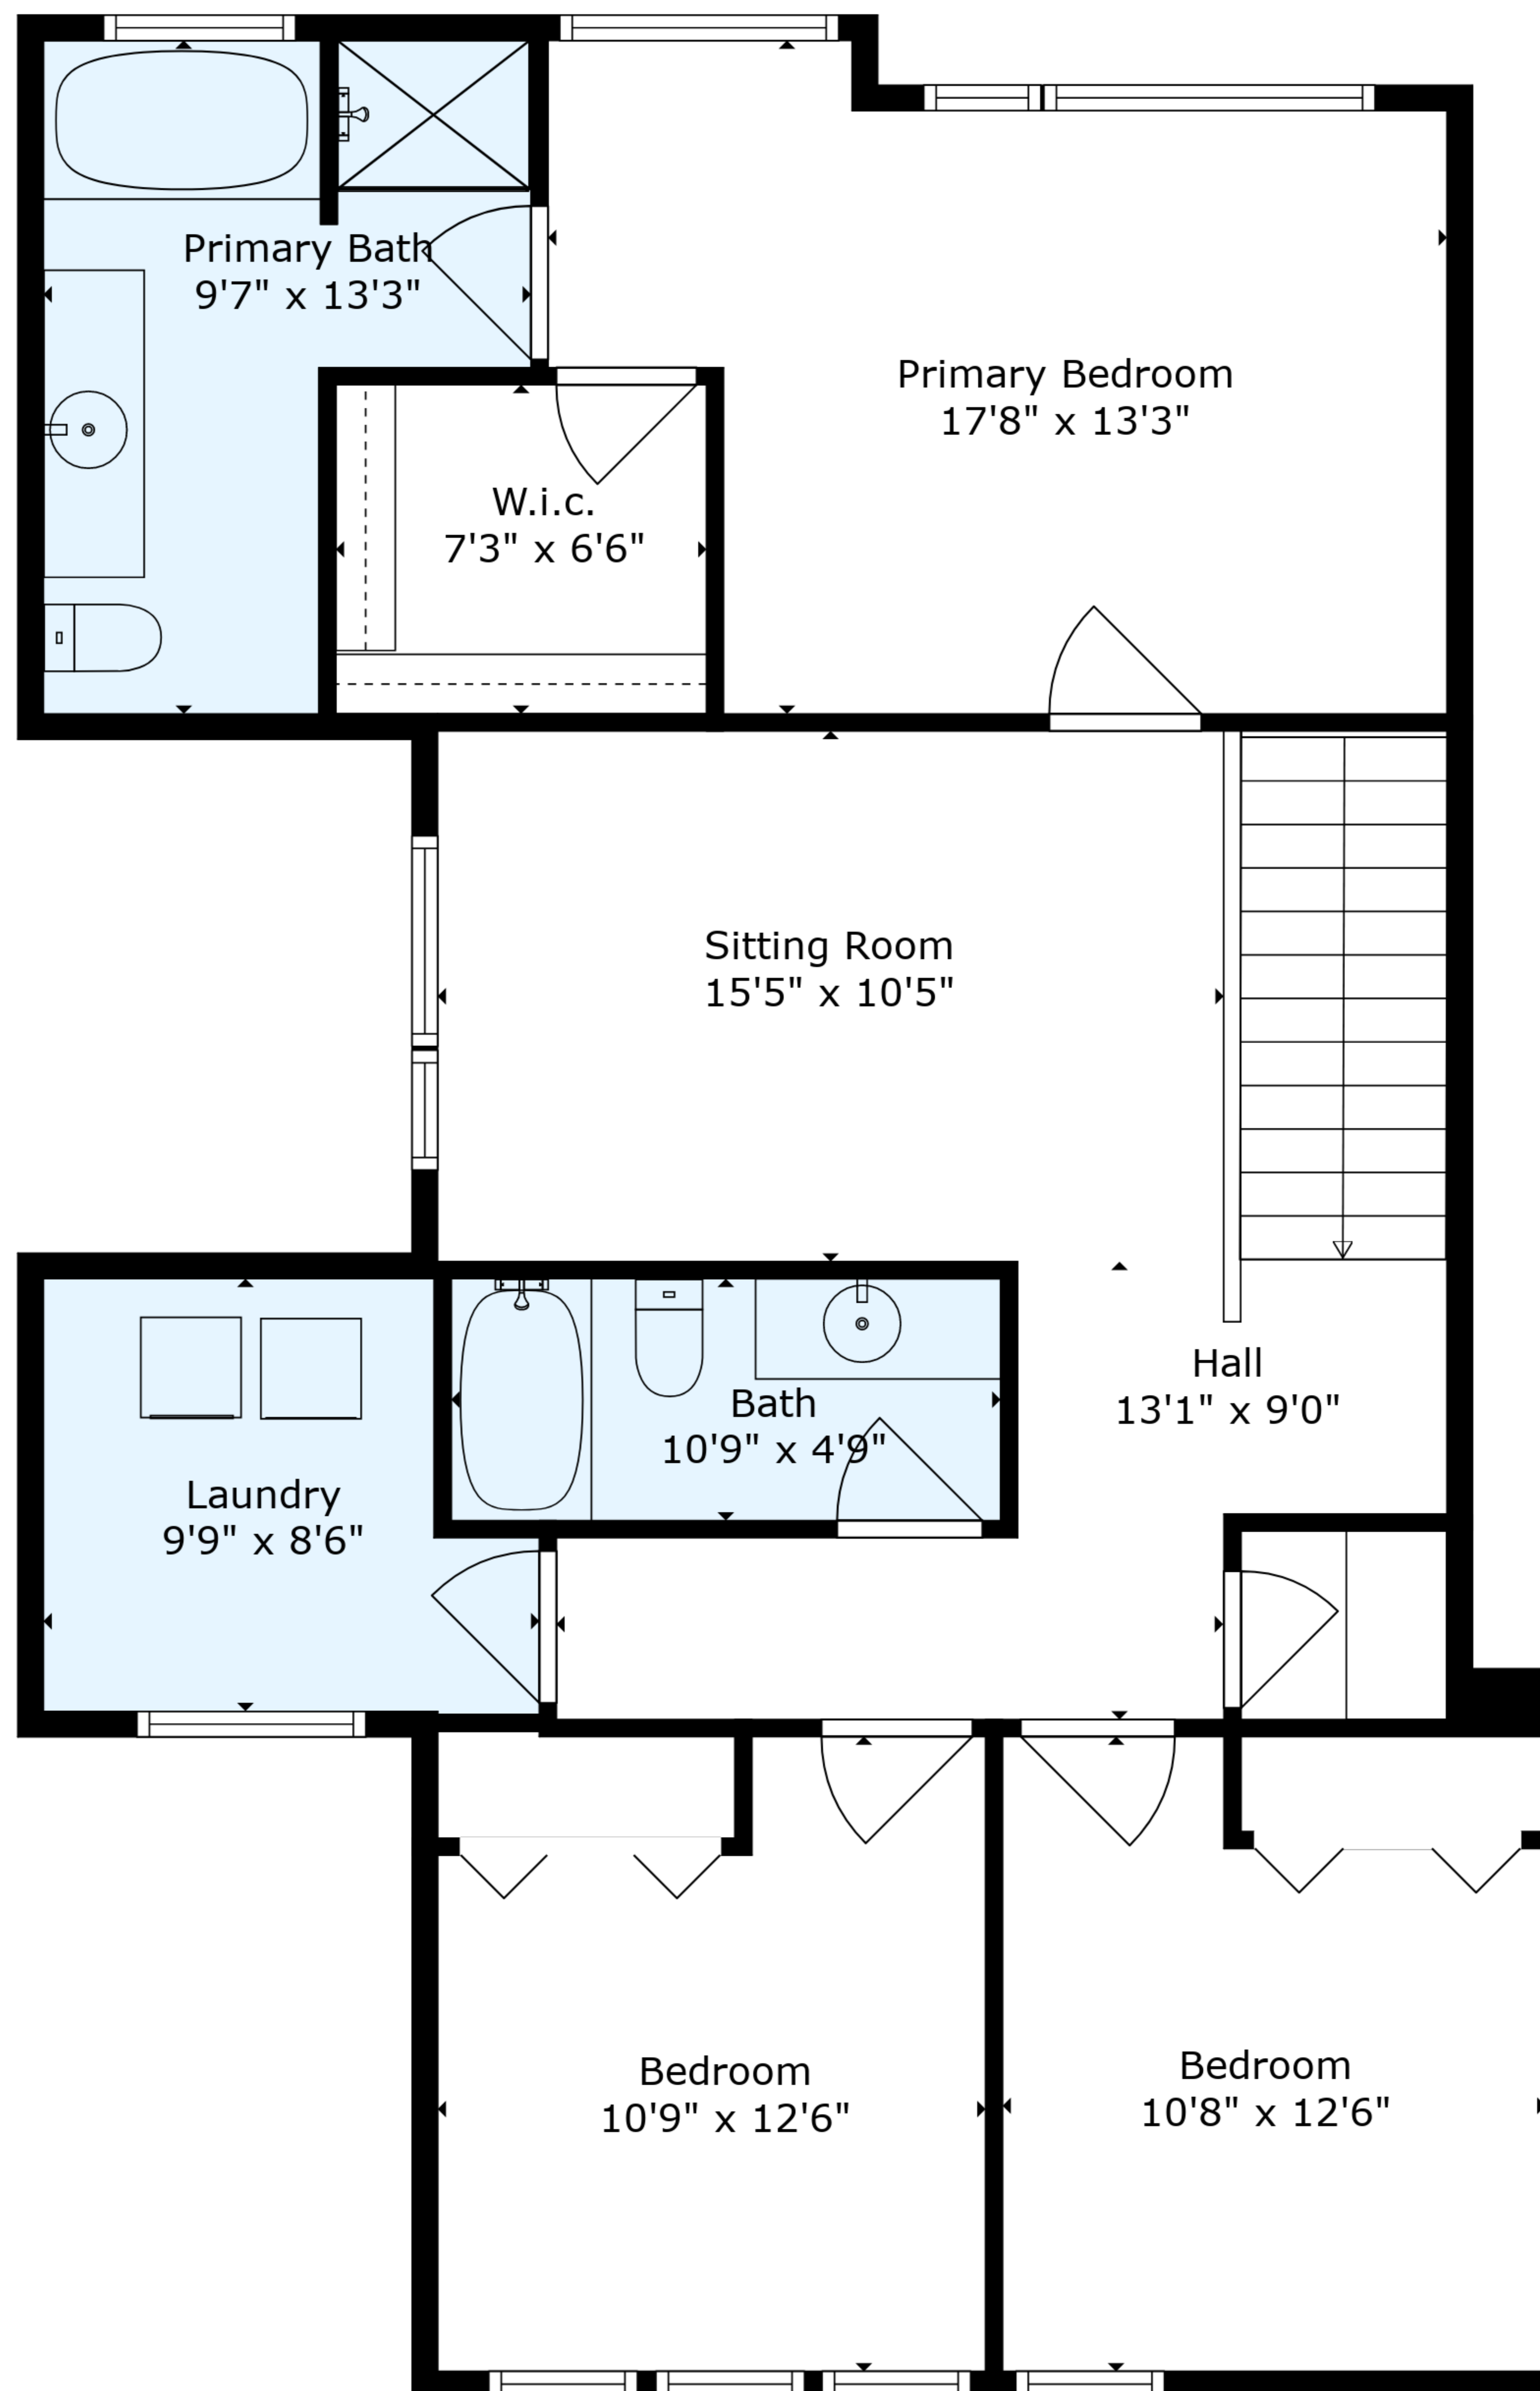 Primary Bath
9'7" x 13'3"
Primary Bedroom
17'8" x 13'3"
W.i.c.
7'3" x 6'6"
Sitting Room
15'5" x 10'5"
Hall
13'1" x 9'0"
Bath
10'9" x 4'9"
Laundry
9'9" x 8'6"
Bedroom
10'9" x 12'6"
Bedroom
10'8" x 12'6"